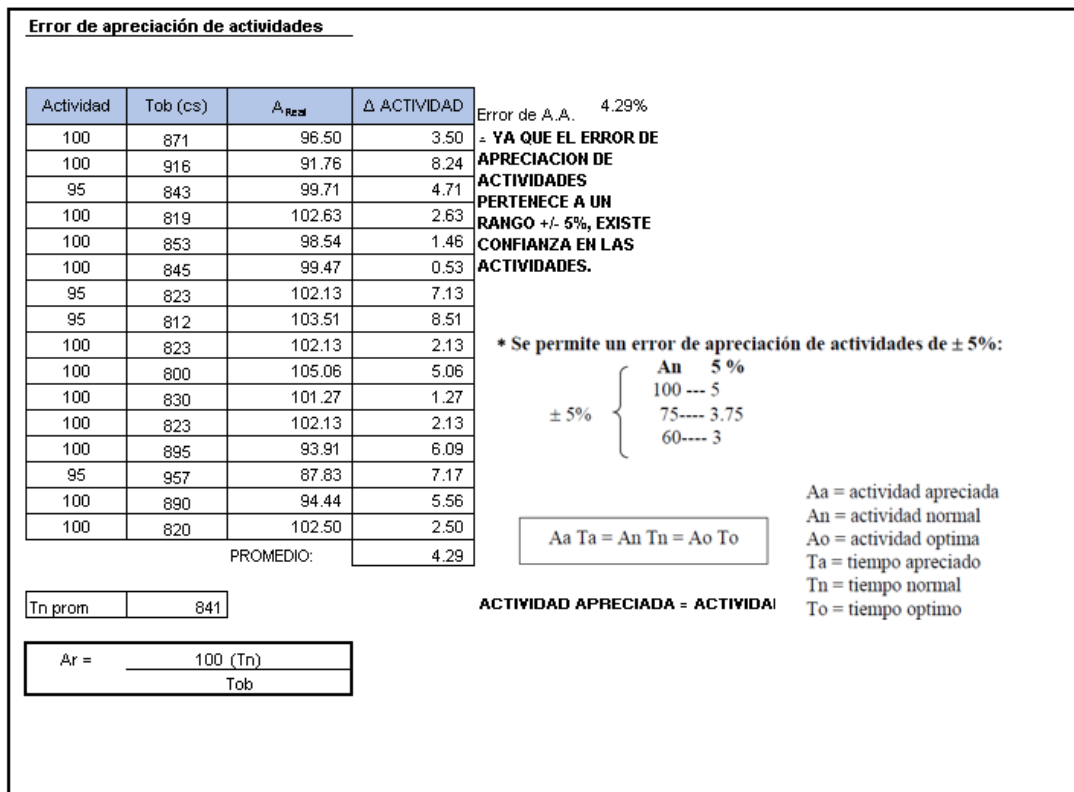 Error de apreciación de actividades
Actividad Tob (cs) A Real Δ ACTIVIDAD
100 871 96.50 3.50
100 916 91.76 8.24
95 843 99.71 4.71
100 819 102.63 2.63
100 853 98.54 1.46
100 845 99.47 0.53
95 823 102.13 7.13
95 812 103.51 8.51
100 823 102.13 2.13
100 800 105.06 5.06
100 830 101.27 1.27
100 823 102.13 2.13
100 895 93.91 6.09
95 957 87.83 7.17
100 890 94.44 5.56
100 820 102.50 2.50
PROMEDIO: 4.29
Error de A.A. 4.29%
∴ YA QUE EL ERROR DE
APRECIACION DE
ACTIVIDADES
PERTENECE A UN
RANGO +/- 5%, EXISTE
CONFIANZA EN LAS
ACTIVIDADES.
* Se permite un error de apreciación de actividades de ± 5%:
An 5 %
100 --- 5
± 5% 75---- 3.75
60---- 3
Aa Ta = An Tn = Ao To
Aa = actividad apreciada
An = actividad normal
Ao = actividad optima
Ta = tiempo apreciado
Tn = tiempo normal
To = tiempo optimo
Tn prom 841
ACTIVIDAD APRECIADA = ACTIVIDA
Ar = 100 (Tn)
Tob